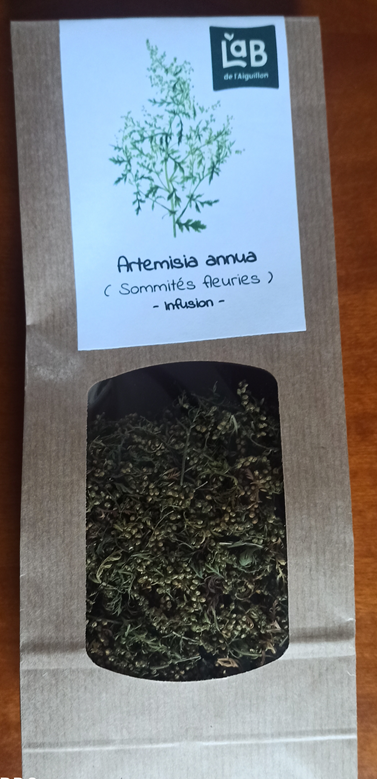 LaB
de l'Aiguillon
Artemisia annua
( Sommités fleuries )
- Infusion -